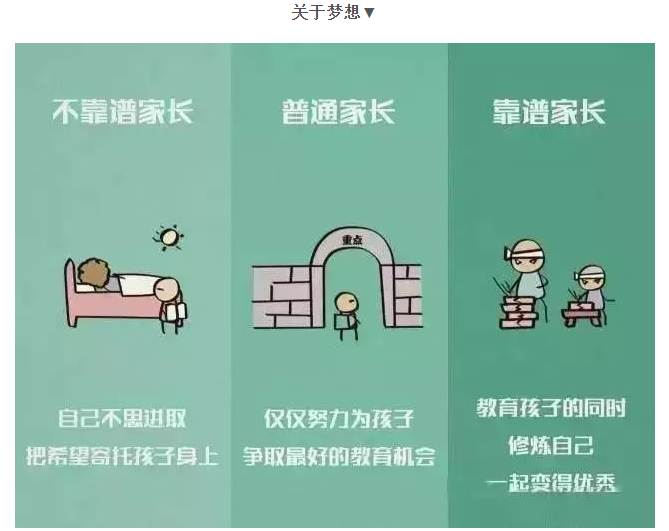 关于梦想▼
不靠谱家长
普通家长
靠谱家长
重点
自己不思进取
把希望寄托孩子身上
仅仅努力为孩子
争取最好的教育机会
教育孩子的同时
修炼自己
一起变得优秀